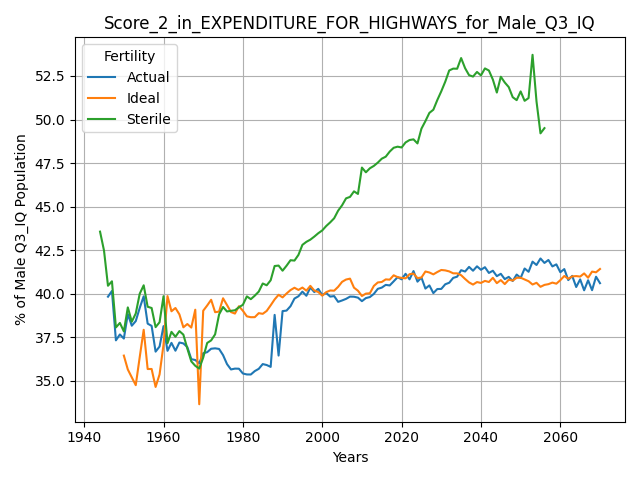 Score_2_in_EXPENDITURE_FOR_HIGHWAYS_for_Male_Q3_IQ
Fertility
Actual
Ideal
Sterile
% of Male Q3_IQ Population
52.5
50.0
47.5
45.0
42.5
40.0
37.5
35.0
1940 1960 1980 2000 2020 2040 2060
Years